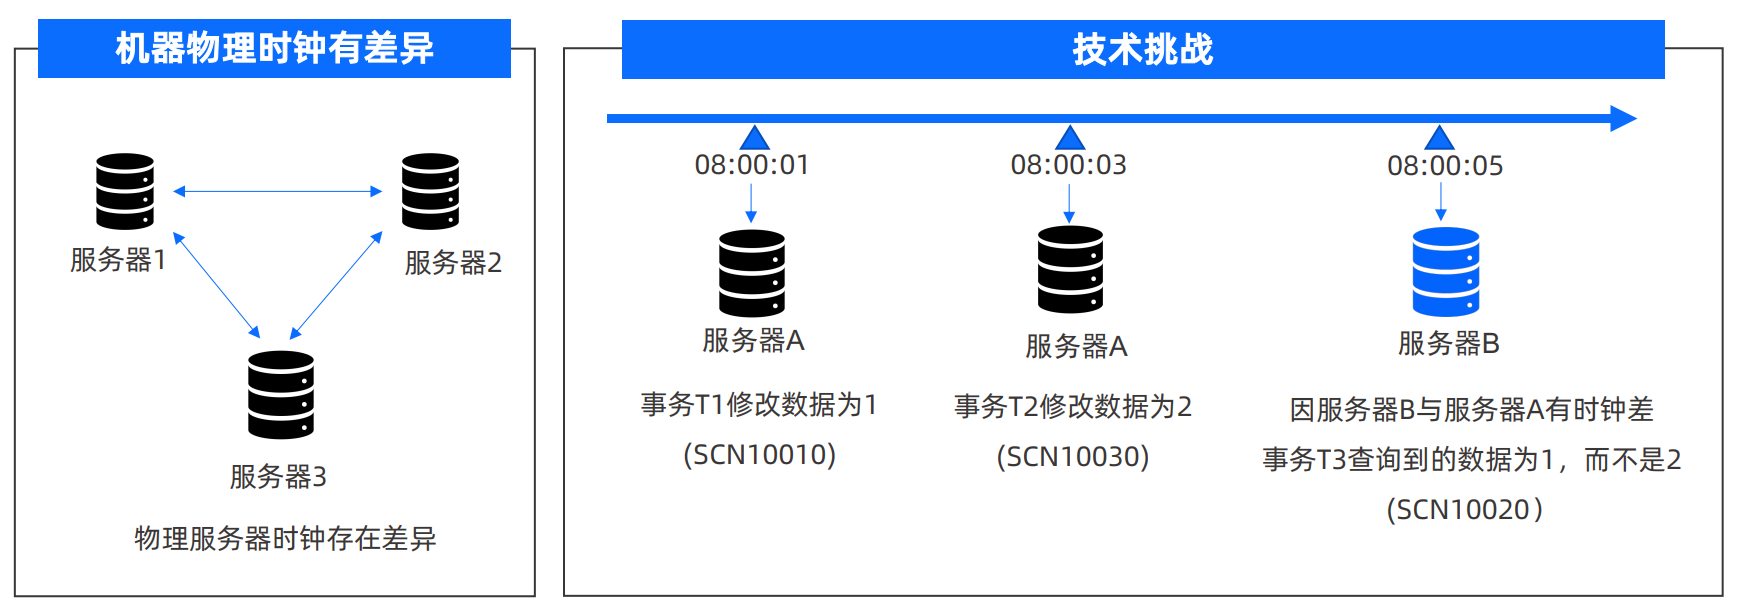 机器物理时钟有差异
服务器1
服务器2
服务器3
物理服务器时钟存在差异
技术挑战
08:00:01
08:00:03
08:00:05
服务器A
服务器A
服务器B
事务T1修改数据为1
(SCN10010)
事务T2修改数据为2
(SCN10030)
因服务器B与服务器A有时钟差
事务T3查询到的数据为1，而不是2
(SCN10020）